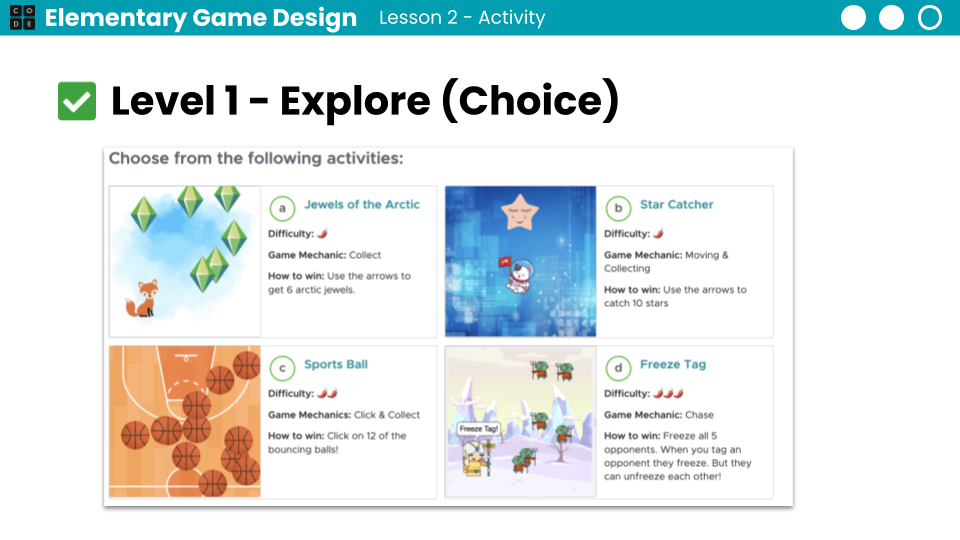 C O
D E
Elementary Game Design
Lesson 2 - Activity
Level 1 - Explore (Choice)
Choose from the following activities:
a Jewels of the Arctic
Difficulty:
Game Mechanic: Collect
How to win: Use the arrows to
get 6 arctic jewels.
b Star Catcher
Difficulty:
Game Mechanic: Moving &
Collecting
How to win: Use the arrows to
catch 10 stars
c Sports Ball
Difficulty:
Game Mechanics: Click & Collect
How to win: Click on 12 of the
bouncing balls!
Freeze Tag!
d Freeze Tag
Difficulty:
Game Mechanic: Chase
How to win: Freeze all 5
opponents. When you tag an
opponent they freeze. But they
can unfreeze each other!